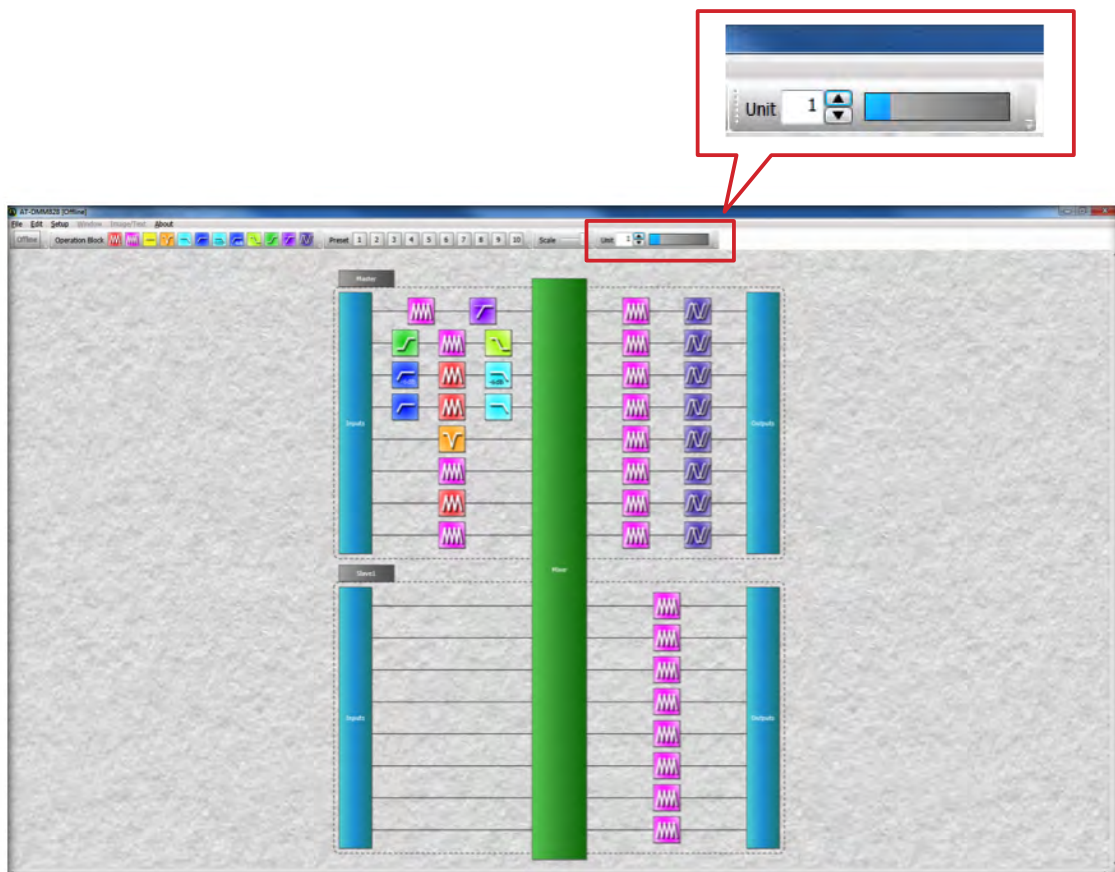 Unit 1
AT-DMM828 [Offline]
File Edit Setup Window Image/Text About
Offline Operation Block Preset 1 2 3 4 5 6 7 8 9 10 Scale Unit 1
Master
Inputs
Outputs
-6dB
Mixer
Slave1
Inputs
Outputs